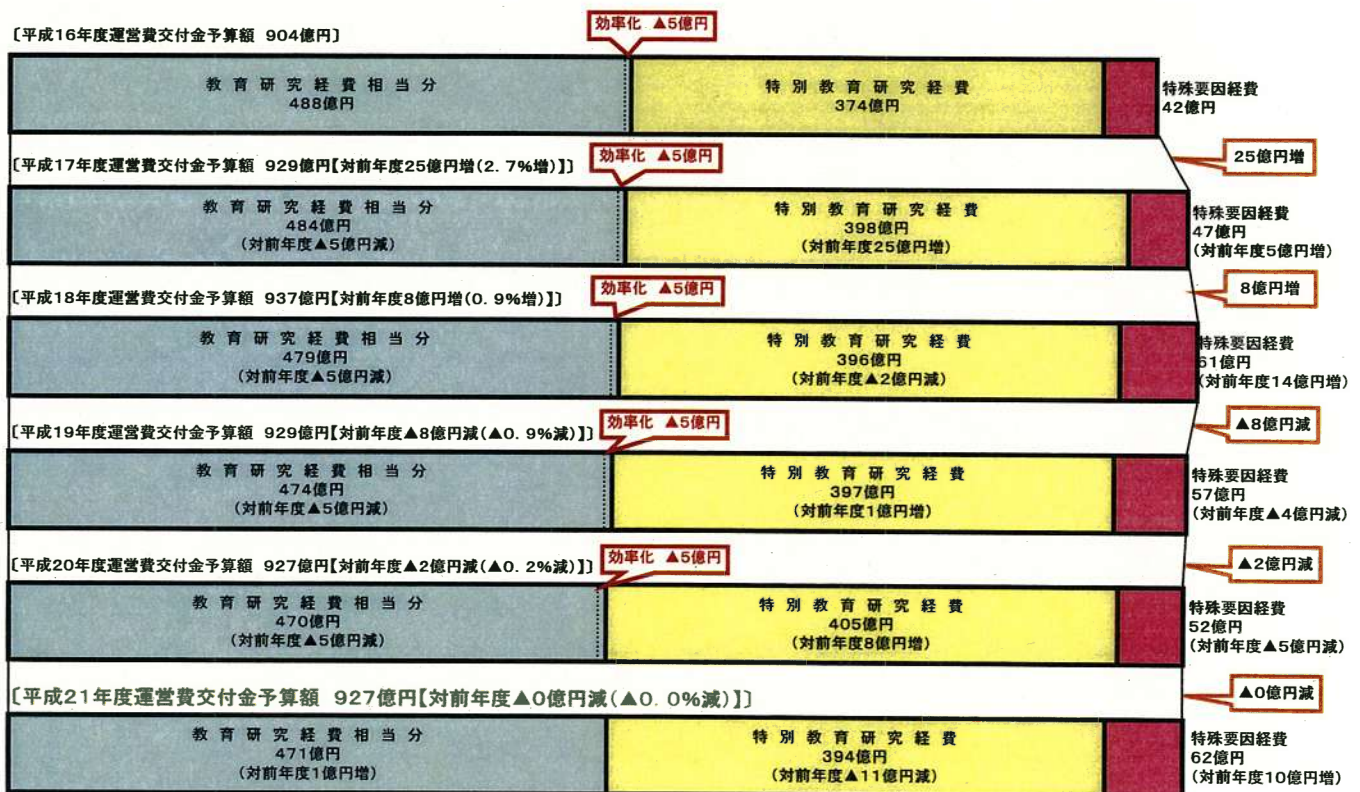 効率化 ▲5億円
〔平成16年度運営費交付金予算額 904億円〕
教育研究経費相当分
488億円
特別教育研究経費
374億円
特殊要因経費
42億円
25億円増
〔平成17年度運営費交付金予算額 929億円【対前年度25億円増(2.7%増)】〕
効率化 ▲5億円
教育研究経費相当分
484億円
(対前年度▲5億円減)
特別教育研究経費
398億円
(対前年度25億円増)
特殊要因経費
47億円
(対前年度5億円増)
8億円増
〔平成18年度運営費交付金予算額 937億円【対前年度8億円増(0.9%増)】〕
効率化 ▲5億円
教育研究経費相当分
479億円
(対前年度▲5億円減)
特別教育研究経費
396億円
(対前年度▲2億円減)
特殊要因経費
61億円
(対前年度14億円増)
▲8億円減
〔平成19年度運営費交付金予算額 929億円【対前年度▲8億円減(▲0.9%減)】〕
効率化 ▲5億円
教育研究経費相当分
474億円
(対前年度▲5億円減)
特別教育研究経費
397億円
(対前年度1億円増)
特殊要因経費
57億円
(対前年度▲4億円減)
▲2億円減
〔平成20年度運営費交付金予算額 927億円【対前年度▲2億円減(▲0.2%減)】〕
効率化 ▲5億円
教育研究経費相当分
470億円
(対前年度▲5億円減)
特別教育研究経費
405億円
(対前年度8億円増)
特殊要因経費
52億円
(対前年度▲5億円減)
▲0億円減
〔平成21年度運営費交付金予算額 927億円【対前年度▲0億円減(▲0.0%減)】〕
教育研究経費相当分
471億円
(対前年度1億円増)
特別教育研究経費
394億円
(対前年度▲11億円減)
特殊要因経費
62億円
(対前年度10億円増)